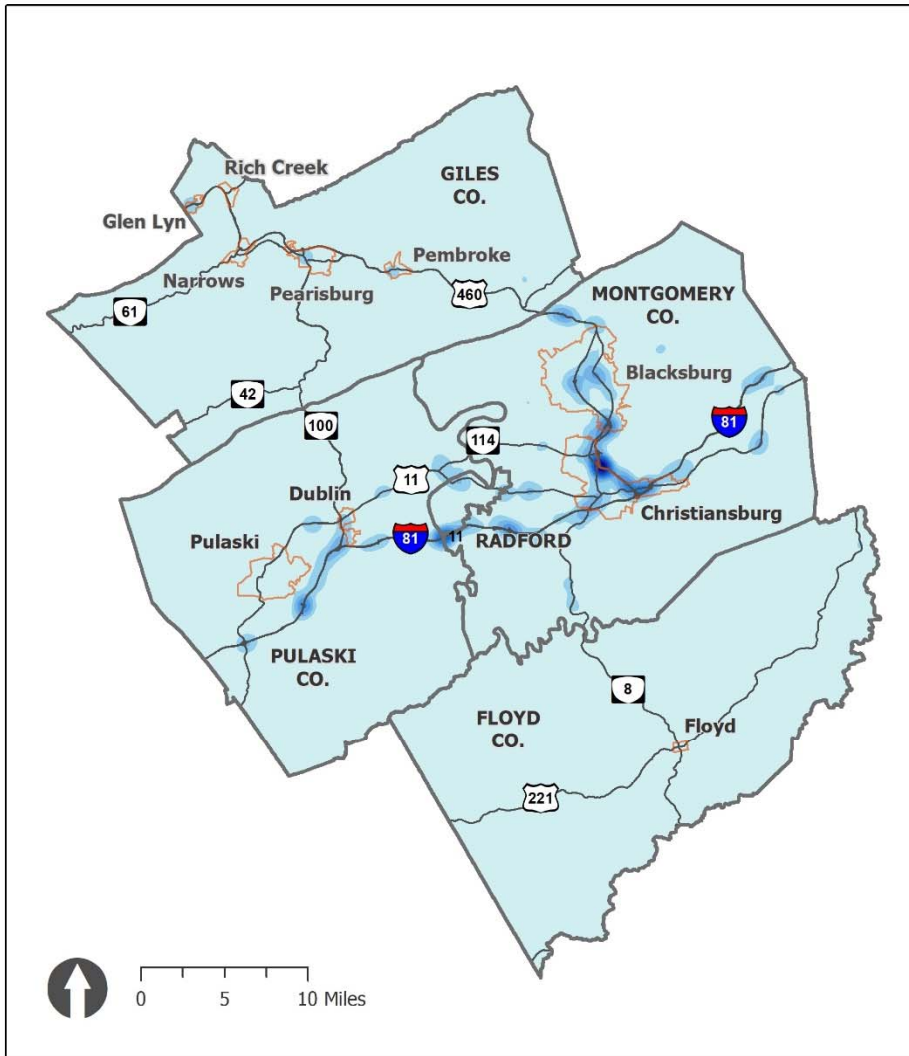 Rich Creek
GILES
CO.
Glen Lyn
Pembroke
Narrows
Pearisburg
460
MONTGOMERY
CO.
61
Blacksburg
42
81
100
114
11
Dublin
Christiansburg
Pulaski
81
11
RADFORD
PULASKI
CO.
8
FLOYD
CO.
Floyd
221
0 5 10 Miles